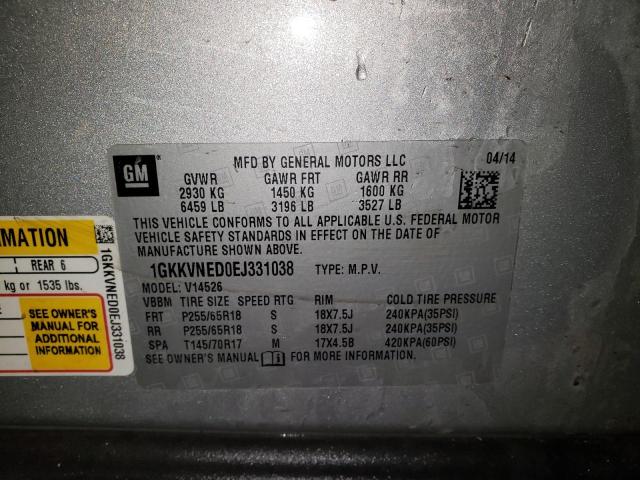 GM ®
MFD BY GENERAL MOTORS LLC 04/14
GVWR GAWR FRT GAWR RR
2930 KG 1450 KG 1600 KG
6459 LB 3196 LB 3527 LB
THIS VEHICLE CONFORMS TO ALL APPLICABLE U.S. FEDERAL MOTOR
VEHICLE SAFETY STANDARDS IN EFFECT ON THE DATE OF
MANUFACTURE SHOWN ABOVE.
1GKKVNED0EJ331038 TYPE: M.P.V.
MODEL: V14526
VBBM TIRE SIZE SPEED RTG RIM COLD TIRE PRESSURE
FRT P255/65R18 S 18X7.5J 240KPA(35PSI)
RR P255/65R18 S 18X7.5J 240KPA(35PSI)
SPA T145/70R17 M 17X4.5B 420KPA(60PSI)
SEE OWNER'S MANUAL FOR MORE INFORMATION.
REAR 6
kg or 1535 lbs.
SEE OWNER'S
MANUAL FOR
ADDITIONAL
INFORMATION
1GKKVNED0EJ331038